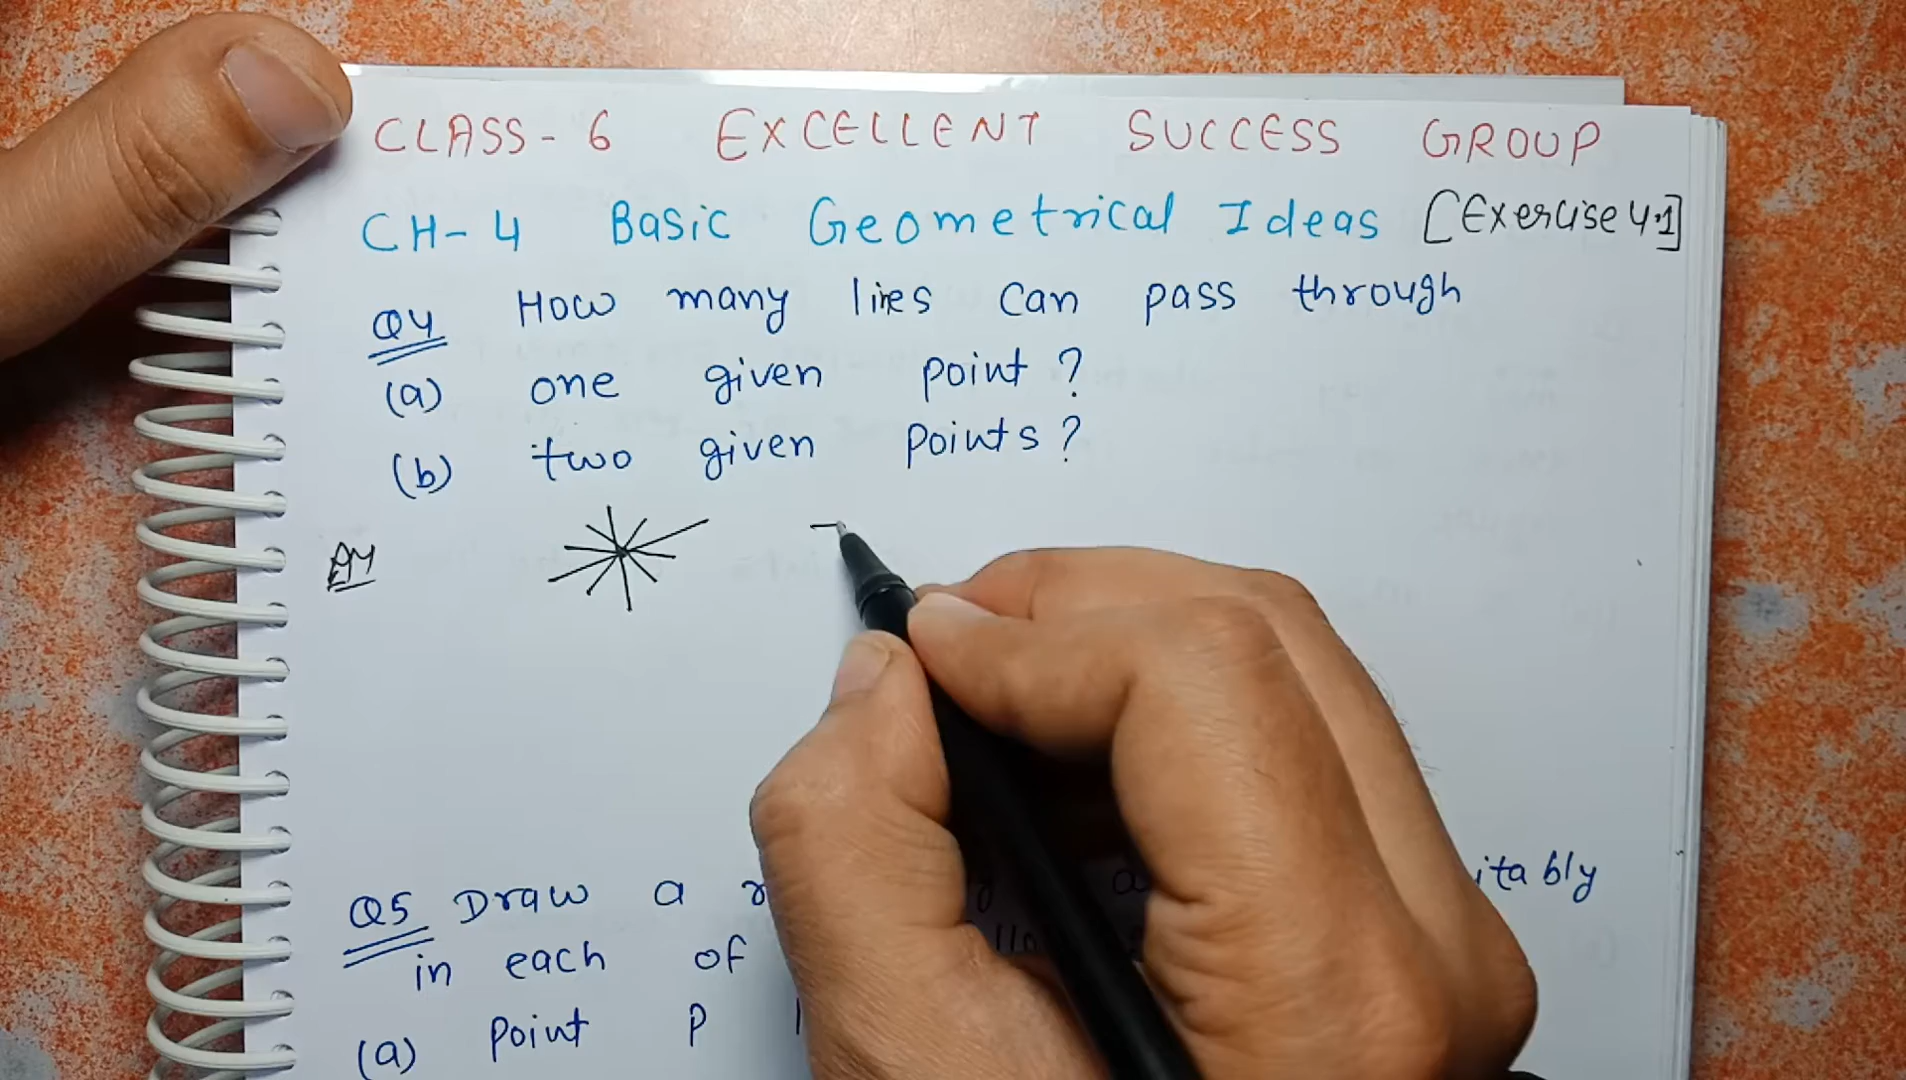 CLASS-6 EXCELLENT SUCCESS GROUP
CH-4 Basic Geometrical Ideas [Exercise 4.1]
Q4 How many lines can pass through
(a) one given point?
(b) two given points?
A4
Q5 Draw a
in each of
(a) point P